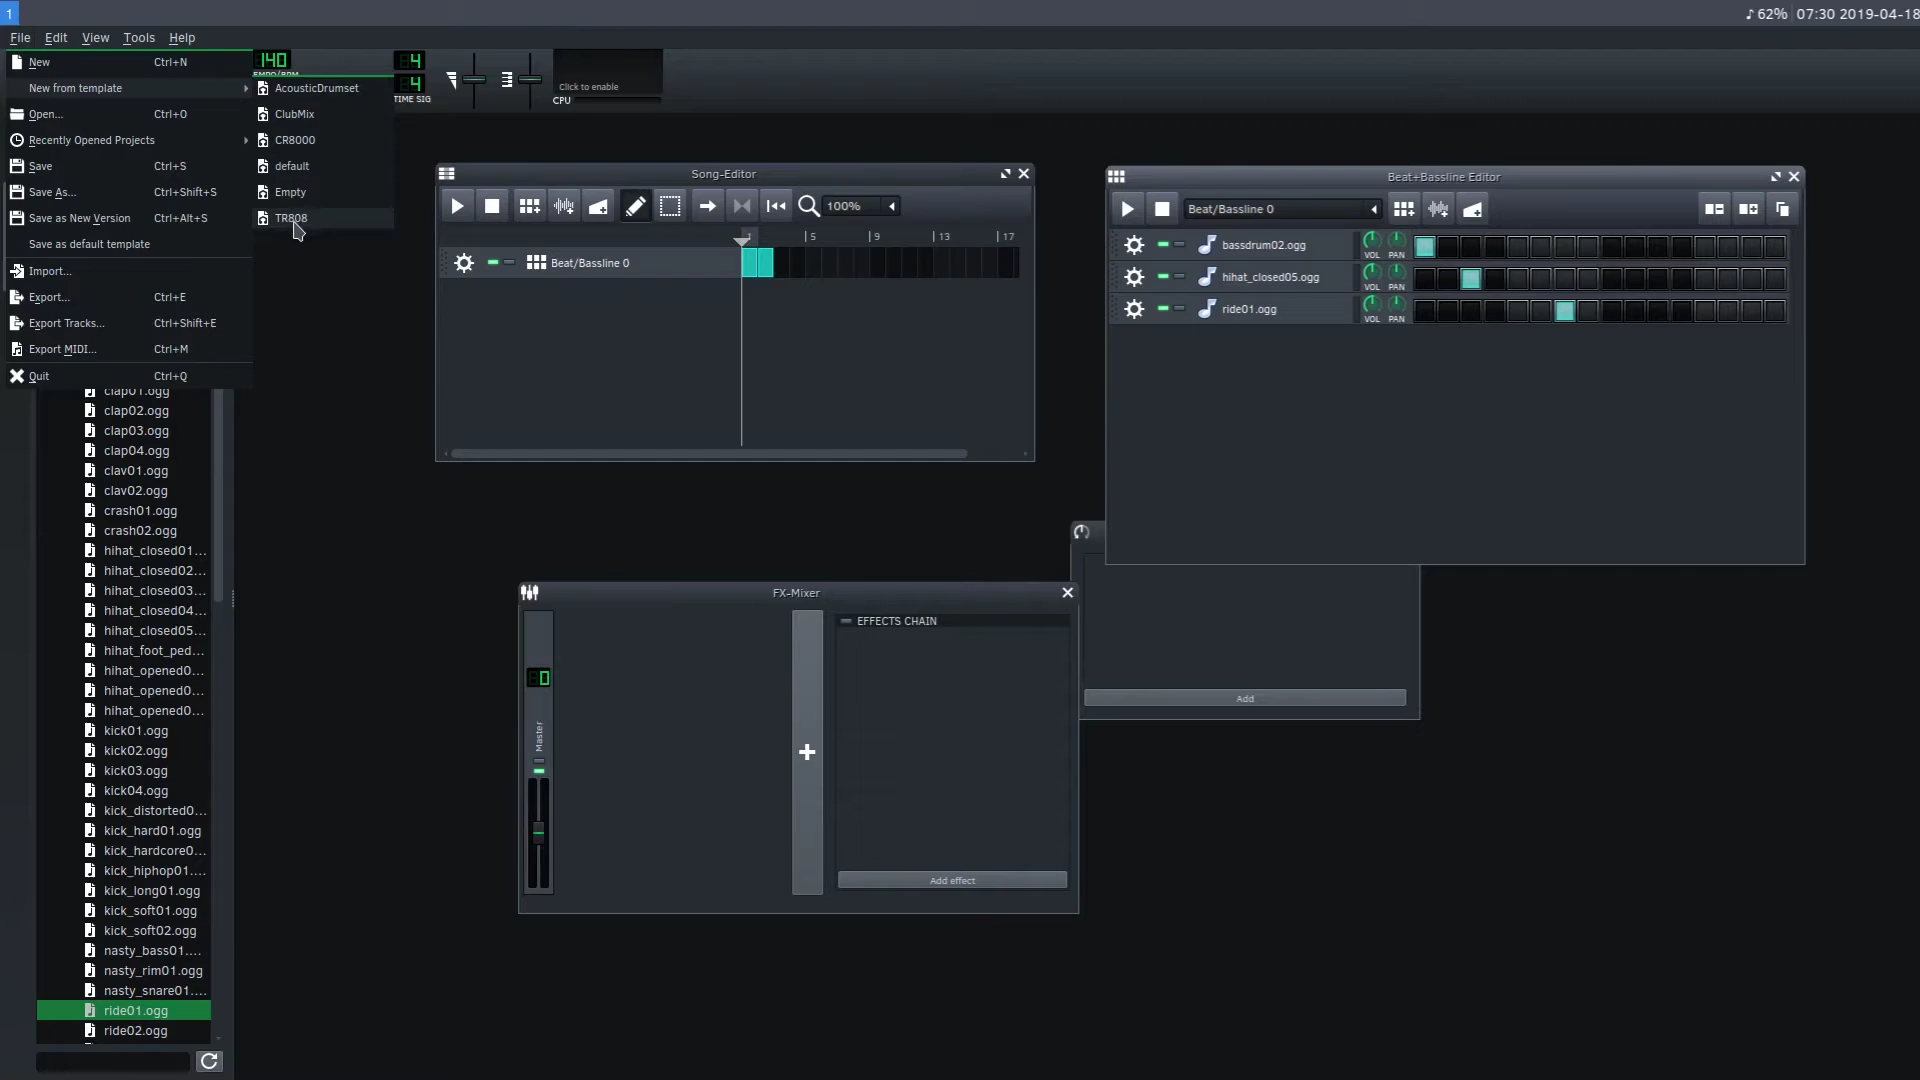 1
♪ 62% 07:30 2019-04-18
File Edit View Tools Help
New Ctrl+N
New from template
Open... Ctrl+O
Recently Opened Projects
Save Ctrl+S
Save As... Ctrl+Shift+S
Save as New Version Ctrl+Alt+S
Save as default template
Import...
Export... Ctrl+E
Export Tracks... Ctrl+Shift+E
Export MIDI... Ctrl+M
Quit Ctrl+Q
AcousticDrumset
ClubMix
CR8000
default
Empty
TR808
140
TEMPO/BPM
4
4
TIME SIG
Click to enable
CPU
Song-Editor
100%
1 5 9 13 17
Beat/Bassline 0
Beat+Bassline Editor
Beat/Bassline 0
bassdrum02.ogg VOL PAN
hihat_closed05.ogg VOL PAN
ride01.ogg VOL PAN
clap01.ogg
clap02.ogg
clap03.ogg
clap04.ogg
clav01.ogg
clav02.ogg
crash01.ogg
crash02.ogg
hihat_closed01...
hihat_closed02...
hihat_closed03...
hihat_closed04...
hihat_closed05...
hihat_foot_ped...
hihat_opened0...
hihat_opened0...
hihat_opened0...
kick01.ogg
kick02.ogg
kick03.ogg
kick04.ogg
kick_distorted0...
kick_hard01.ogg
kick_hardcore0...
kick_hiphop01....
kick_long01.ogg
kick_soft01.ogg
kick_soft02.ogg
nasty_bass01....
nasty_rim01.ogg
nasty_snare01....
ride01.ogg
ride02.ogg
FX-Mixer
0
Master
EFFECTS CHAIN
Add effect
Add